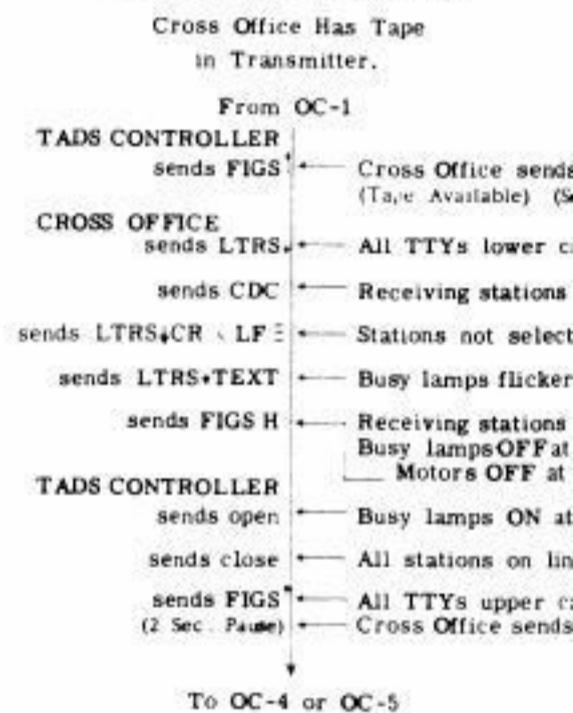 Cross Office Has Tape
in Transmitter.
From OC-1
TADS CONTROLLER
sends FIGS Cross Office sends
(Tape Available)
CROSS OFFICE
sends LTRS All TTYs lower
sends CDC Receiving stations
sends LTRS CR LF Stations not select
sends LTRS TEXT Busy lamps flicker
sends FIGS H Receiving stations
Busy lamps OFF at
Motors OFF at
TADS CONTROLLER
sends open Busy lamps ON at
sends close All stations on
sends FIGS All TTYs upper
(2 Sec. Pause) Cross Office sends
To OC-4 or OC-5